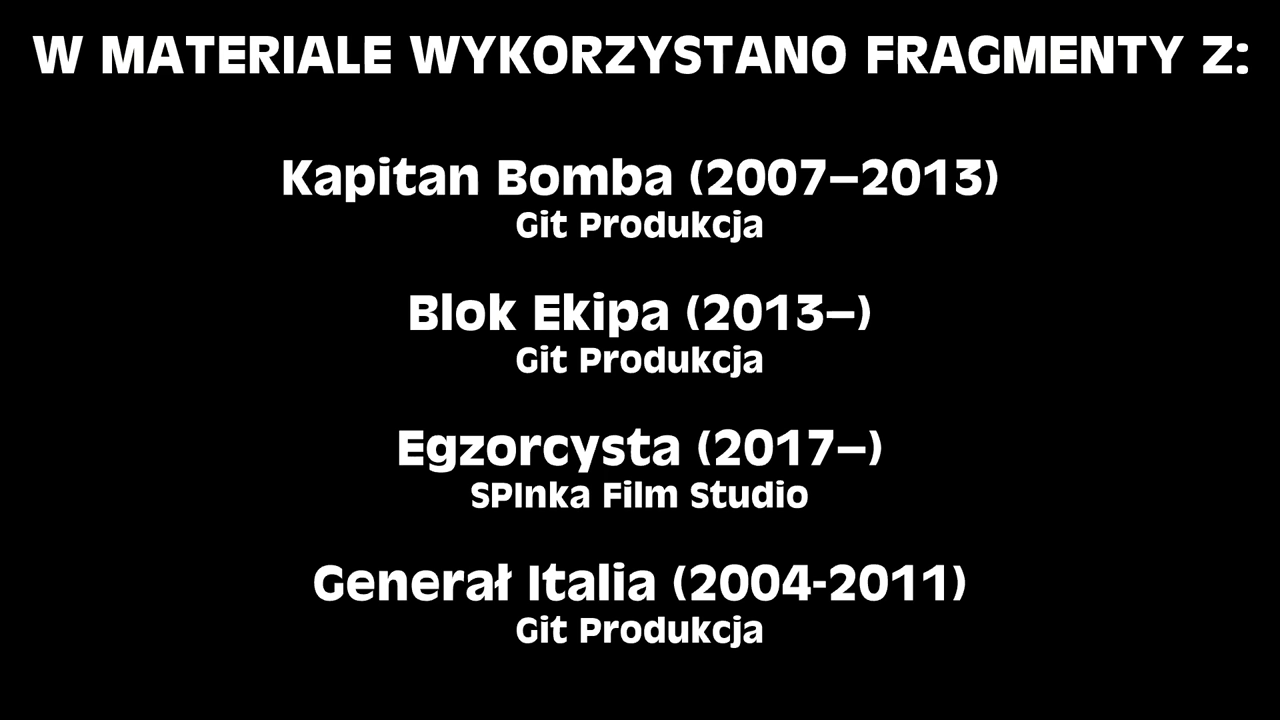 W MATERIALE WYKORZYSTANO FRAGMENTY Z:
Kapitan Bomba (2007–2013)
Git Produkcja
Blok Ekipa (2013–)
Git Produkcja
Egzorcysta (2017–)
SPInka Film Studio
Generał Italia (2004-2011)
Git Produkcja